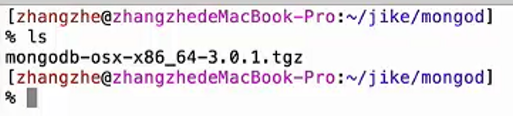 [zhangzhe@zhangzhedeMacBook-Pro:~/jike/mongod]
% ls
mongodb-osx-x86_64-3.0.1.tgz
[zhangzhe@zhangzhedeMacBook-Pro:~/jike/mongod]
%